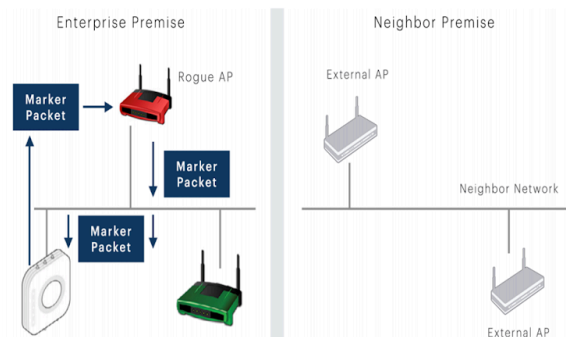 Enterprise Premise
Neighbor Premise
Rogue AP
External AP
Marker
Packet
Marker
Packet
Neighbor Network
Marker
Packet
External AP